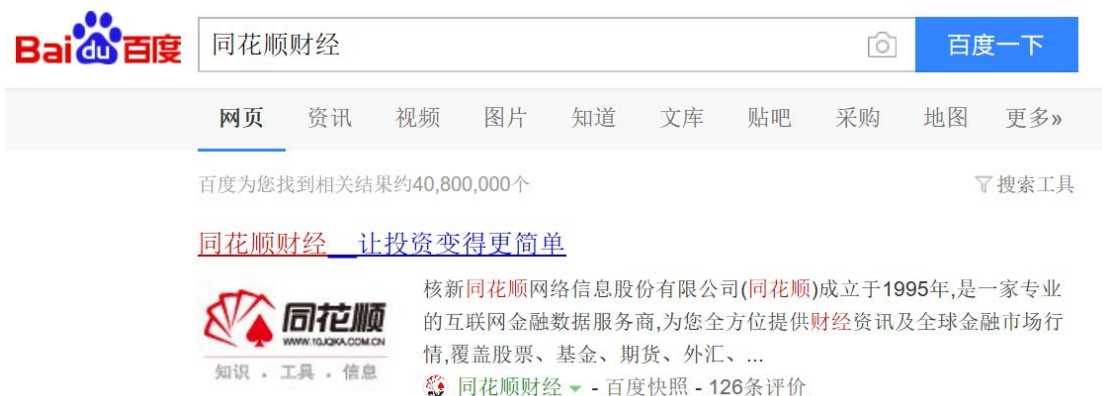 Bai du 百度
同花顺财经
百度一下
网页 资讯 视频 图片 知道 文库 贴吧 采购 地图 更多»
百度为您找到相关结果约40,800,000个
搜索工具
同花顺财经__让投资变得更简单
同花顺
WWW.10JQKA.COM.CN
知识 . 工具 . 信息
核新同花顺网络信息股份有限公司(同花顺)成立于1995年,是一家专业
的互联网金融数据服务商,为您全方位提供财经资讯及全球金融市场行
情,覆盖股票、基金、期货、外汇、...
同花顺财经 - 百度快照 - 126条评价